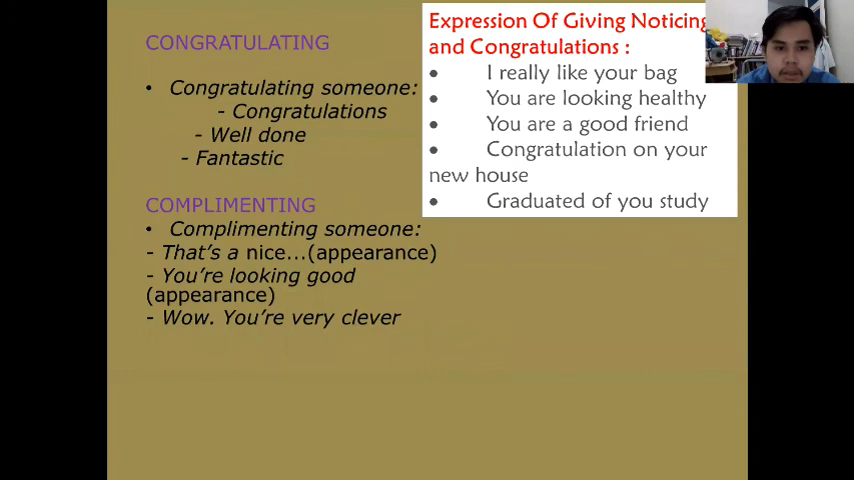 CONGRATULATING
• Congratulating someone:
- Congratulations
- Well done
- Fantastic
COMPLIMENTING
• Complimenting someone:
- That's a nice...(appearance)
- You're looking good
(appearance)
- Wow. You're very clever
Expression Of Giving Noticing
and Congratulations :
• I really like your bag
• You are looking healthy
• You are a good friend
• Congratulation on your
new house
• Graduated of you study